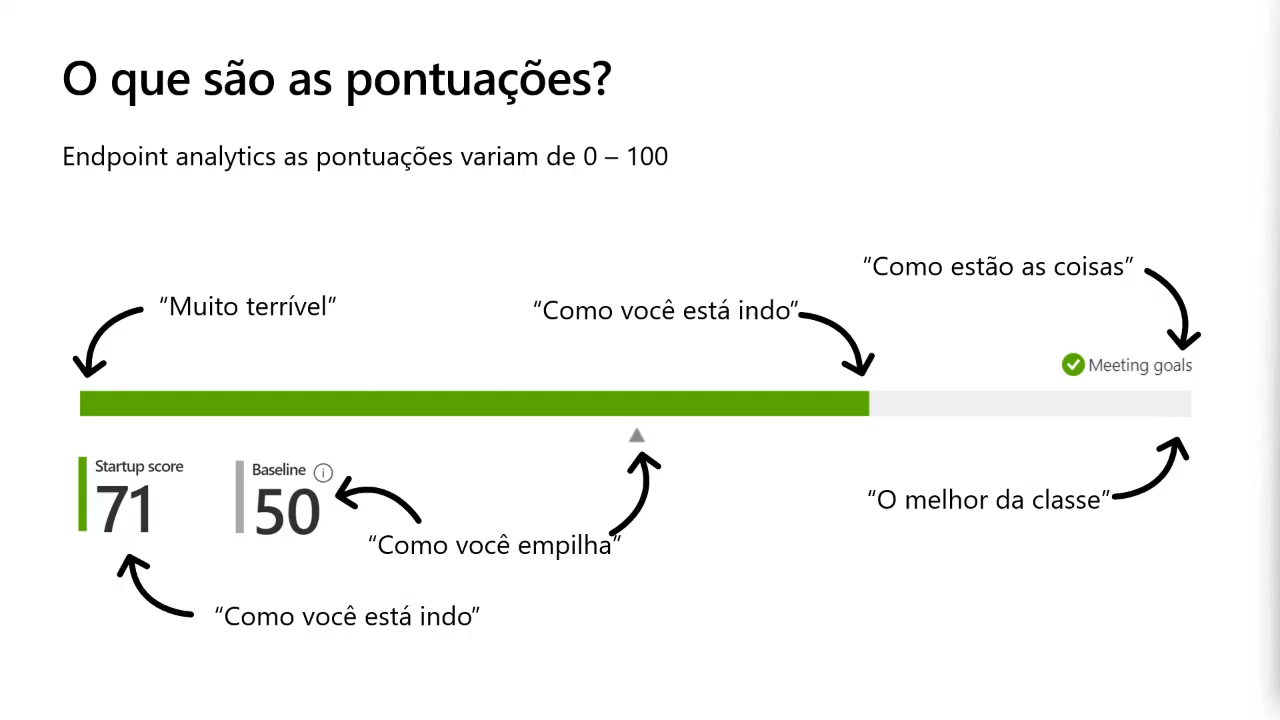 O que são as pontuações?
Endpoint analytics as pontuações variam de 0 – 100
“Como estão as coisas”
“Muito terrível”
“Como você está indo”
Meeting goals
Startup score
71
Baseline
50
“O melhor da classe”
“Como você empilha”
“Como você está indo”